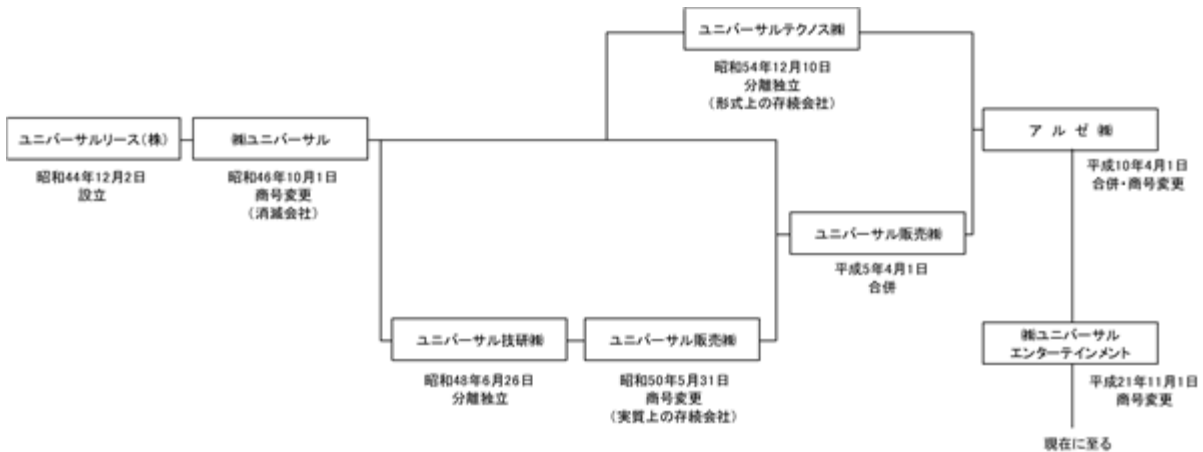 ユニバーサルテクノス㈱
昭和54年12月10日
分離独立
(形式上の存続会社)
ユニバーサルリース(株)
昭和44年12月2日
設立
㈱ユニバーサル
昭和46年10月1日
商号変更
(消滅会社)
アルゼ㈱
平成10年4月1日
合併・商号変更
ユニバーサル販売㈱
平成5年4月1日
合併
ユニバーサル技研㈱
昭和48年6月26日
分離独立
ユニバーサル販売㈱
昭和50年5月31日
商号変更
(実質上の存続会社)
㈱ユニバーサル
エンターテインメント
平成21年11月1日
商号変更
現在に至る